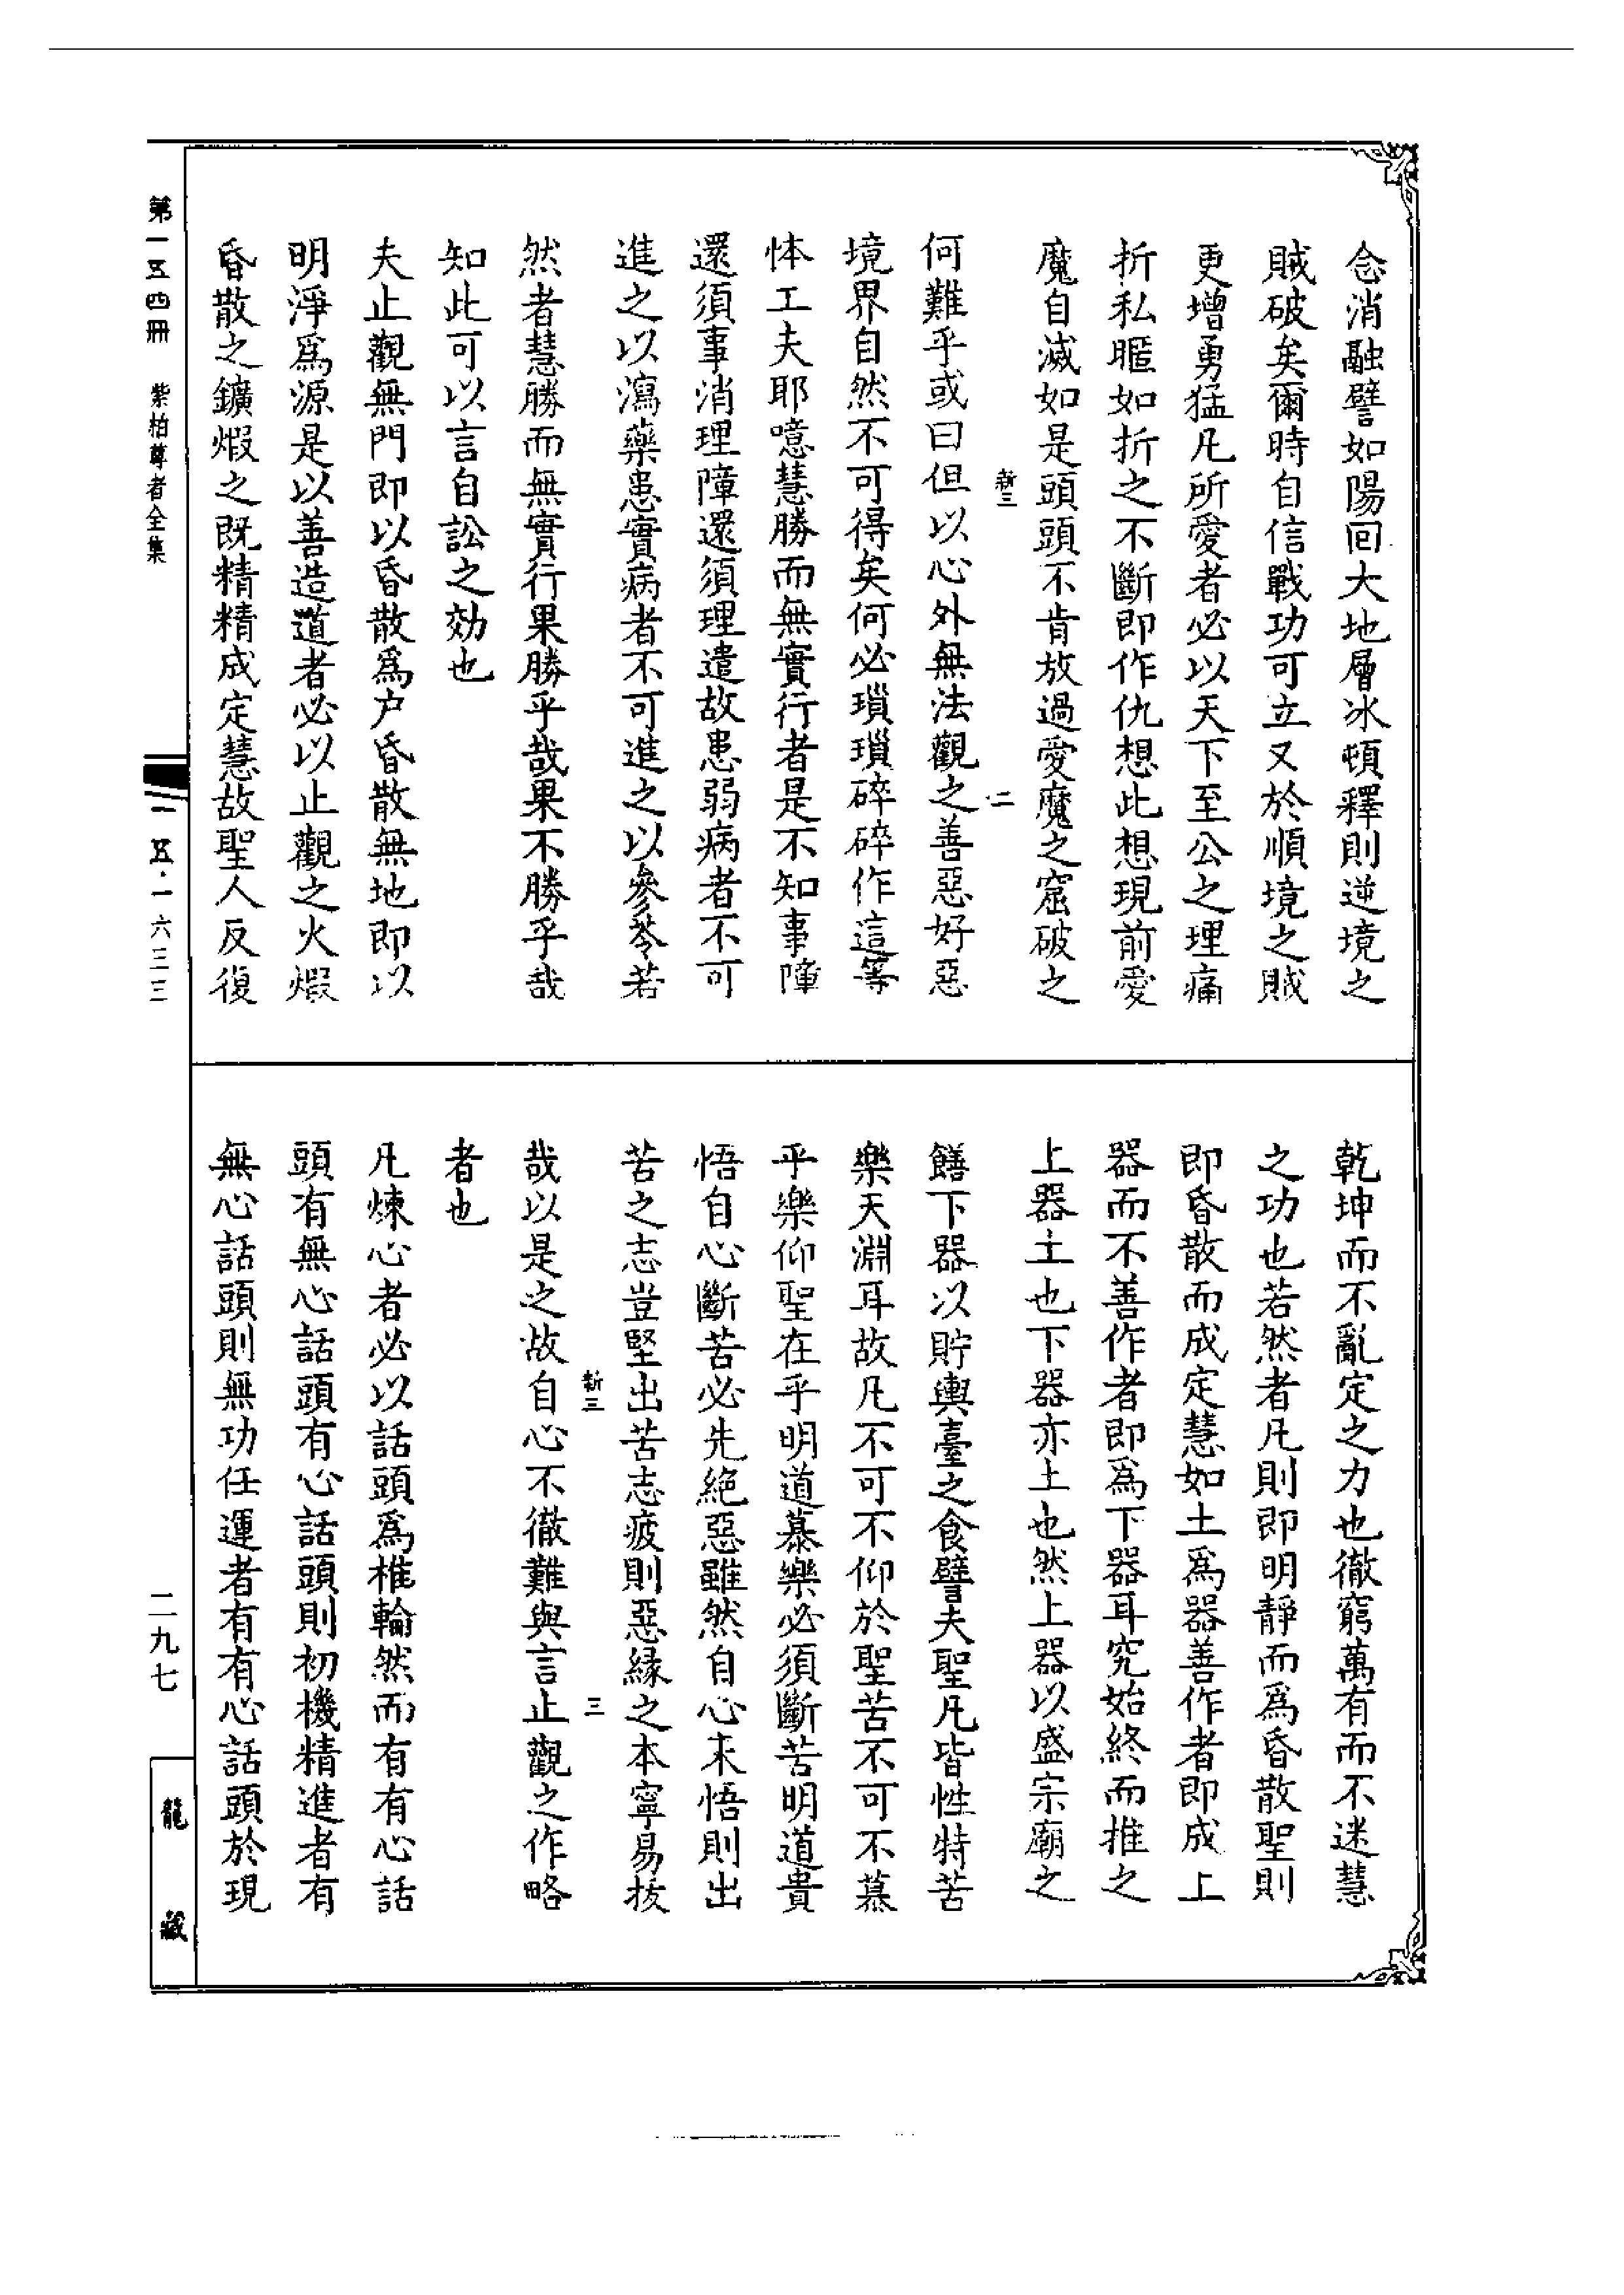 念消融譬如陽回大地層冰頓釋則逆境之
賊破矣爾時自信戰功可立又於順境之賊
更增勇猛凡所愛者必以天下至公之理痛
折私暱如折之不斷即作仇想此想現前愛
魔自滅如是頭頭不肯放過愛魔之窟破之
新三 二
何難乎或曰但以心外無法觀之善惡好惡
境界自然不可得矣何必瑣瑣碎碎作這等
体工夫耶噫慧勝而無實行者是不知事障
還須事消理障還須理遣故患弱病者不可
進之以瀉藥患實病者不可進之以參苓若
然者慧勝而無實行果勝乎哉果不勝乎哉
知此可以言自訟之効也
夫止觀無門即以昏散爲户昏散無地即以
明淨爲源是以善造道者必以止觀之火煆
昏散之鑛煆之既精精成定慧故聖人反復
乾坤而不亂定之力也徹窮萬有而不迷慧
之功也若然者凡則即明靜而爲昏散聖則
即昏散而成定慧如土爲器善作者即成上
器而不善作者即爲下器耳究始終而推之
上器土也下器亦土也然上器以盛宗廟之
饍下器以貯輿臺之食譬夫聖凡皆性特苦
樂天淵耳故凡不可不仰於聖苦不可不慕
乎樂仰聖在乎明道慕樂必須斷苦明道貴
悟自心斷苦必先絕惡雖然自心未悟則出
苦之志豈堅出苦志疲則惡緣之本寧易拔
新三 三
哉以是之故自心不徹難與言止觀之作略
者也
凡煉心者必以話頭爲椎輪然而有有心話
頭有無心話頭有心話頭則初機精進者有
無心話頭則無功任運者有有心話頭於現
第一五四冊 紫柏尊者全集
一五·一六三三
二九七
龍藏